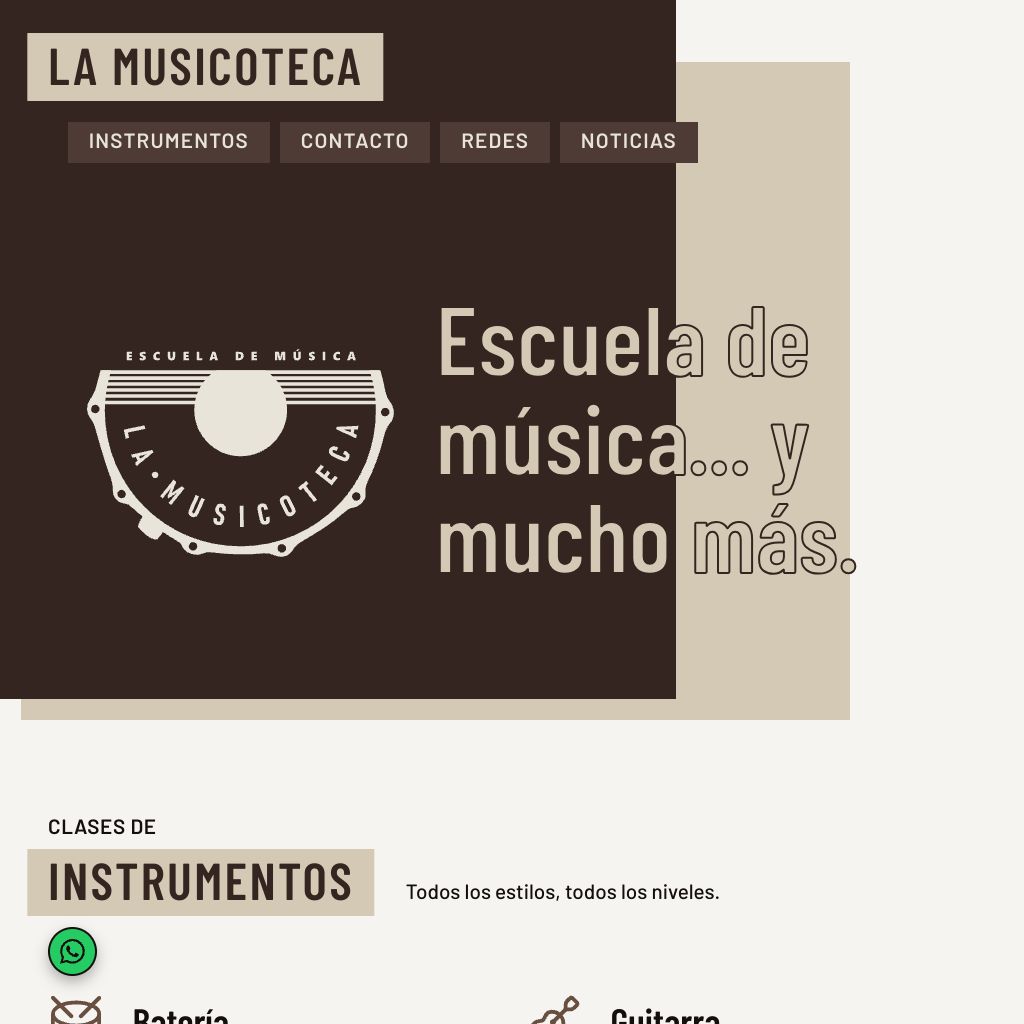 LA MUSICOTECA
INSTRUMENTOS CONTACTO REDES NOTICIAS
ESCUELA DE MÚSICA
LA·MUSICOTECA
Escuela de
música... y
mucho más.
CLASES DE
INSTRUMENTOS
Todos los estilos, todos los niveles.
Batería Guitarra